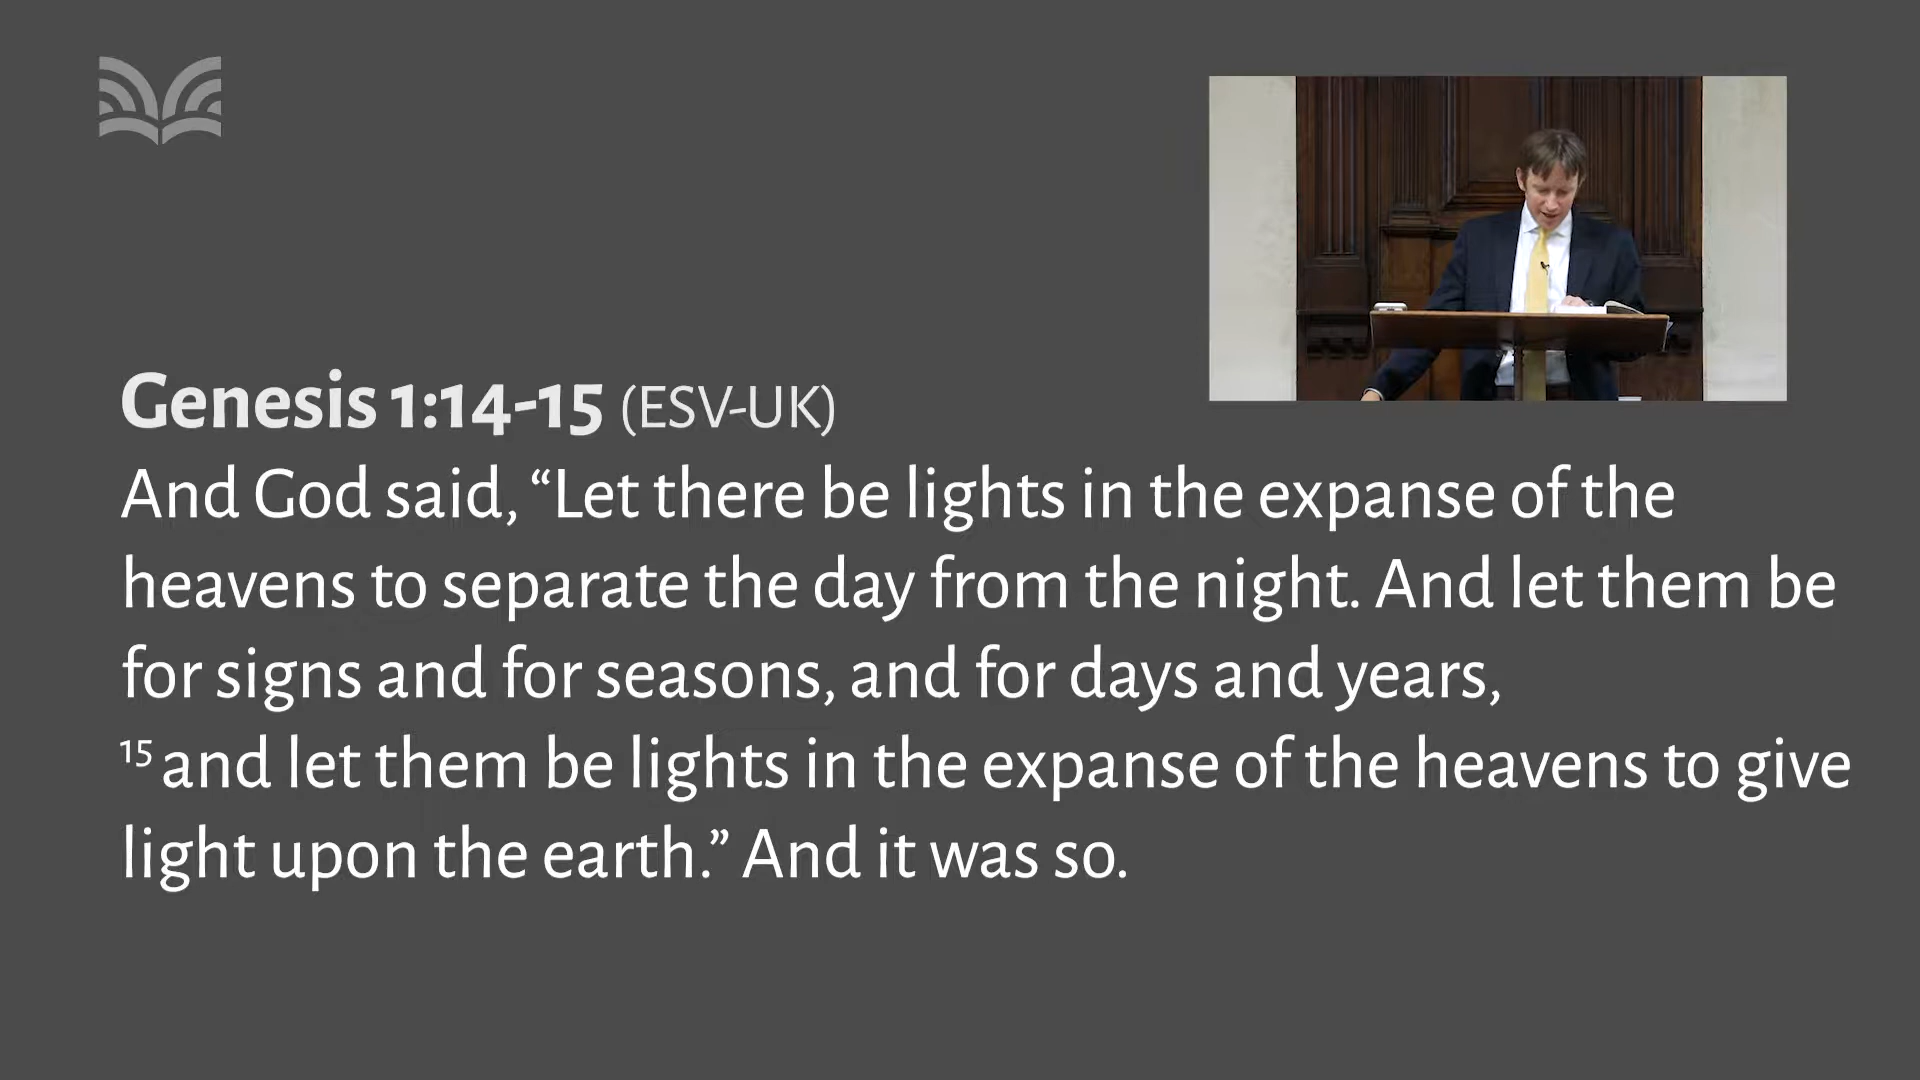 Genesis 1:14-15 (ESV-UK)
And God said, “Let there be lights in the expanse of the
heavens to separate the day from the night. And let them be
for signs and for seasons, and for days and years,
15 and let them be lights in the expanse of the heavens to give
light upon the earth.” And it was so.